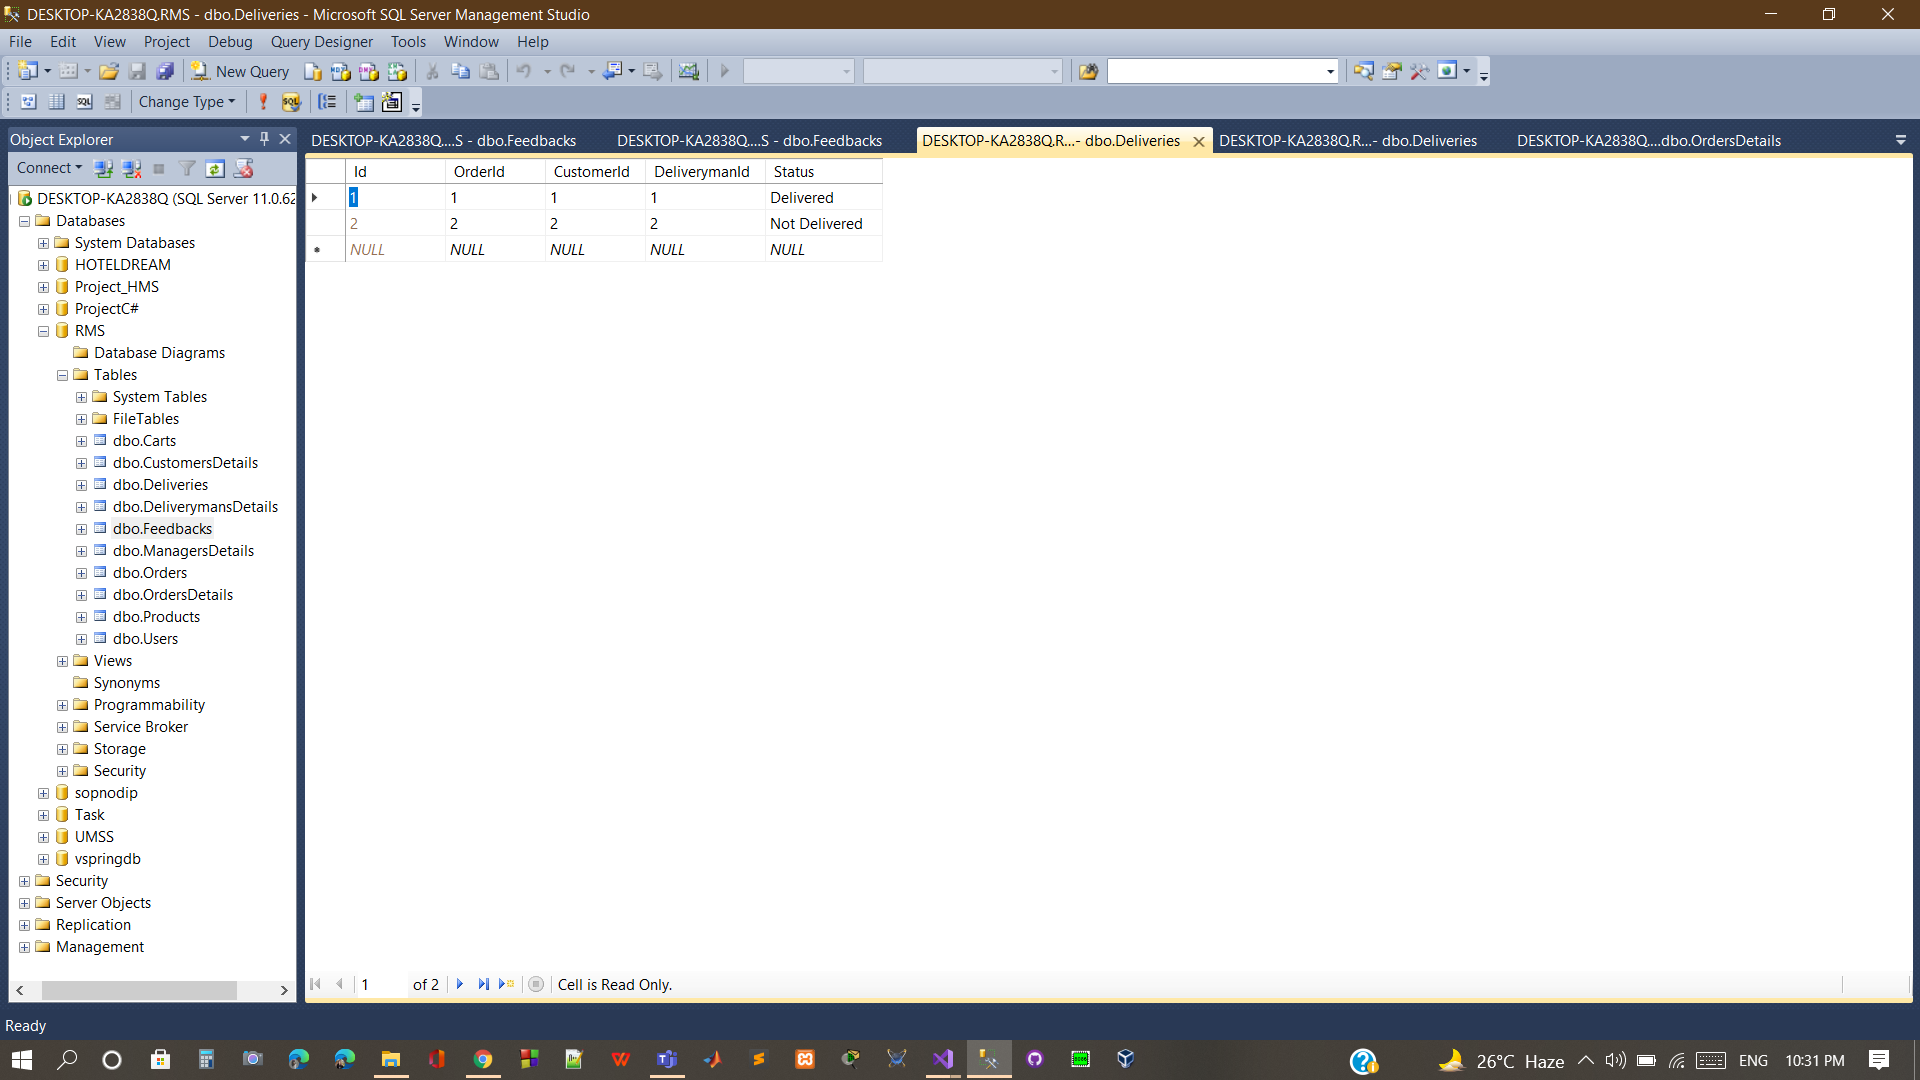 DESKTOP-KA2838Q.RMS - dbo.Deliveries - Microsoft SQL Server Management Studio
File Edit View Project Debug Query Designer Tools Window Help
New Query
Change Type
Object Explorer
Connect
DESKTOP-KA2838Q (SQL Server 11.0.62
Databases
System Databases
HOTELDREAM
Project_HMS
ProjectC#
RMS
Database Diagrams
Tables
System Tables
FileTables
dbo.Carts
dbo.CustomersDetails
dbo.Deliveries
dbo.DeliverymansDetails
dbo.Feedbacks
dbo.ManagersDetails
dbo.Orders
dbo.OrdersDetails
dbo.Products
dbo.Users
Views
Synonyms
Programmability
Service Broker
Storage
Security
sopnodip
Task
UMSS
vspringdb
Security
Server Objects
Replication
Management
DESKTOP-KA2838Q....S - dbo.Feedbacks DESKTOP-KA2838Q....S - dbo.Feedbacks DESKTOP-KA2838Q.R...- dbo.Deliveries DESKTOP-KA2838Q.R...- dbo.Deliveries DESKTOP-KA2838Q....dbo.OrdersDetails
Id OrderId CustomerId DeliverymanId Status
1 1 1 1 Delivered
2 2 2 2 Not Delivered
NULL NULL NULL NULL NULL
1 of 2 Cell is Read Only.
Ready
26°C Haze ENG 10:31 PM